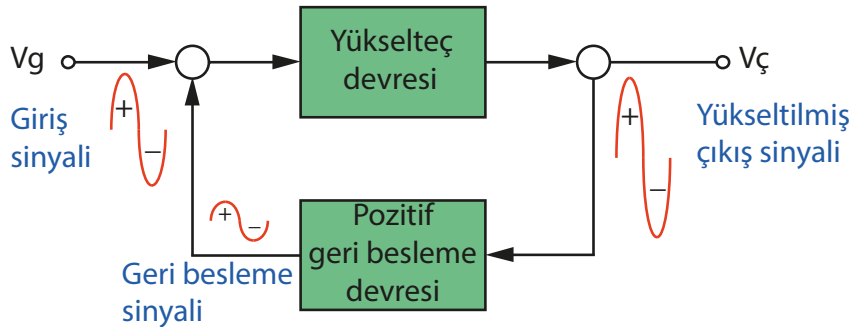 Vg
Giriş
sinyali
+
−
Yükselteç
devresi
Vç
Yükseltilmiş
çıkış sinyali
+
−
+
−
Geri besleme
sinyali
Pozitif
geri besleme
devresi